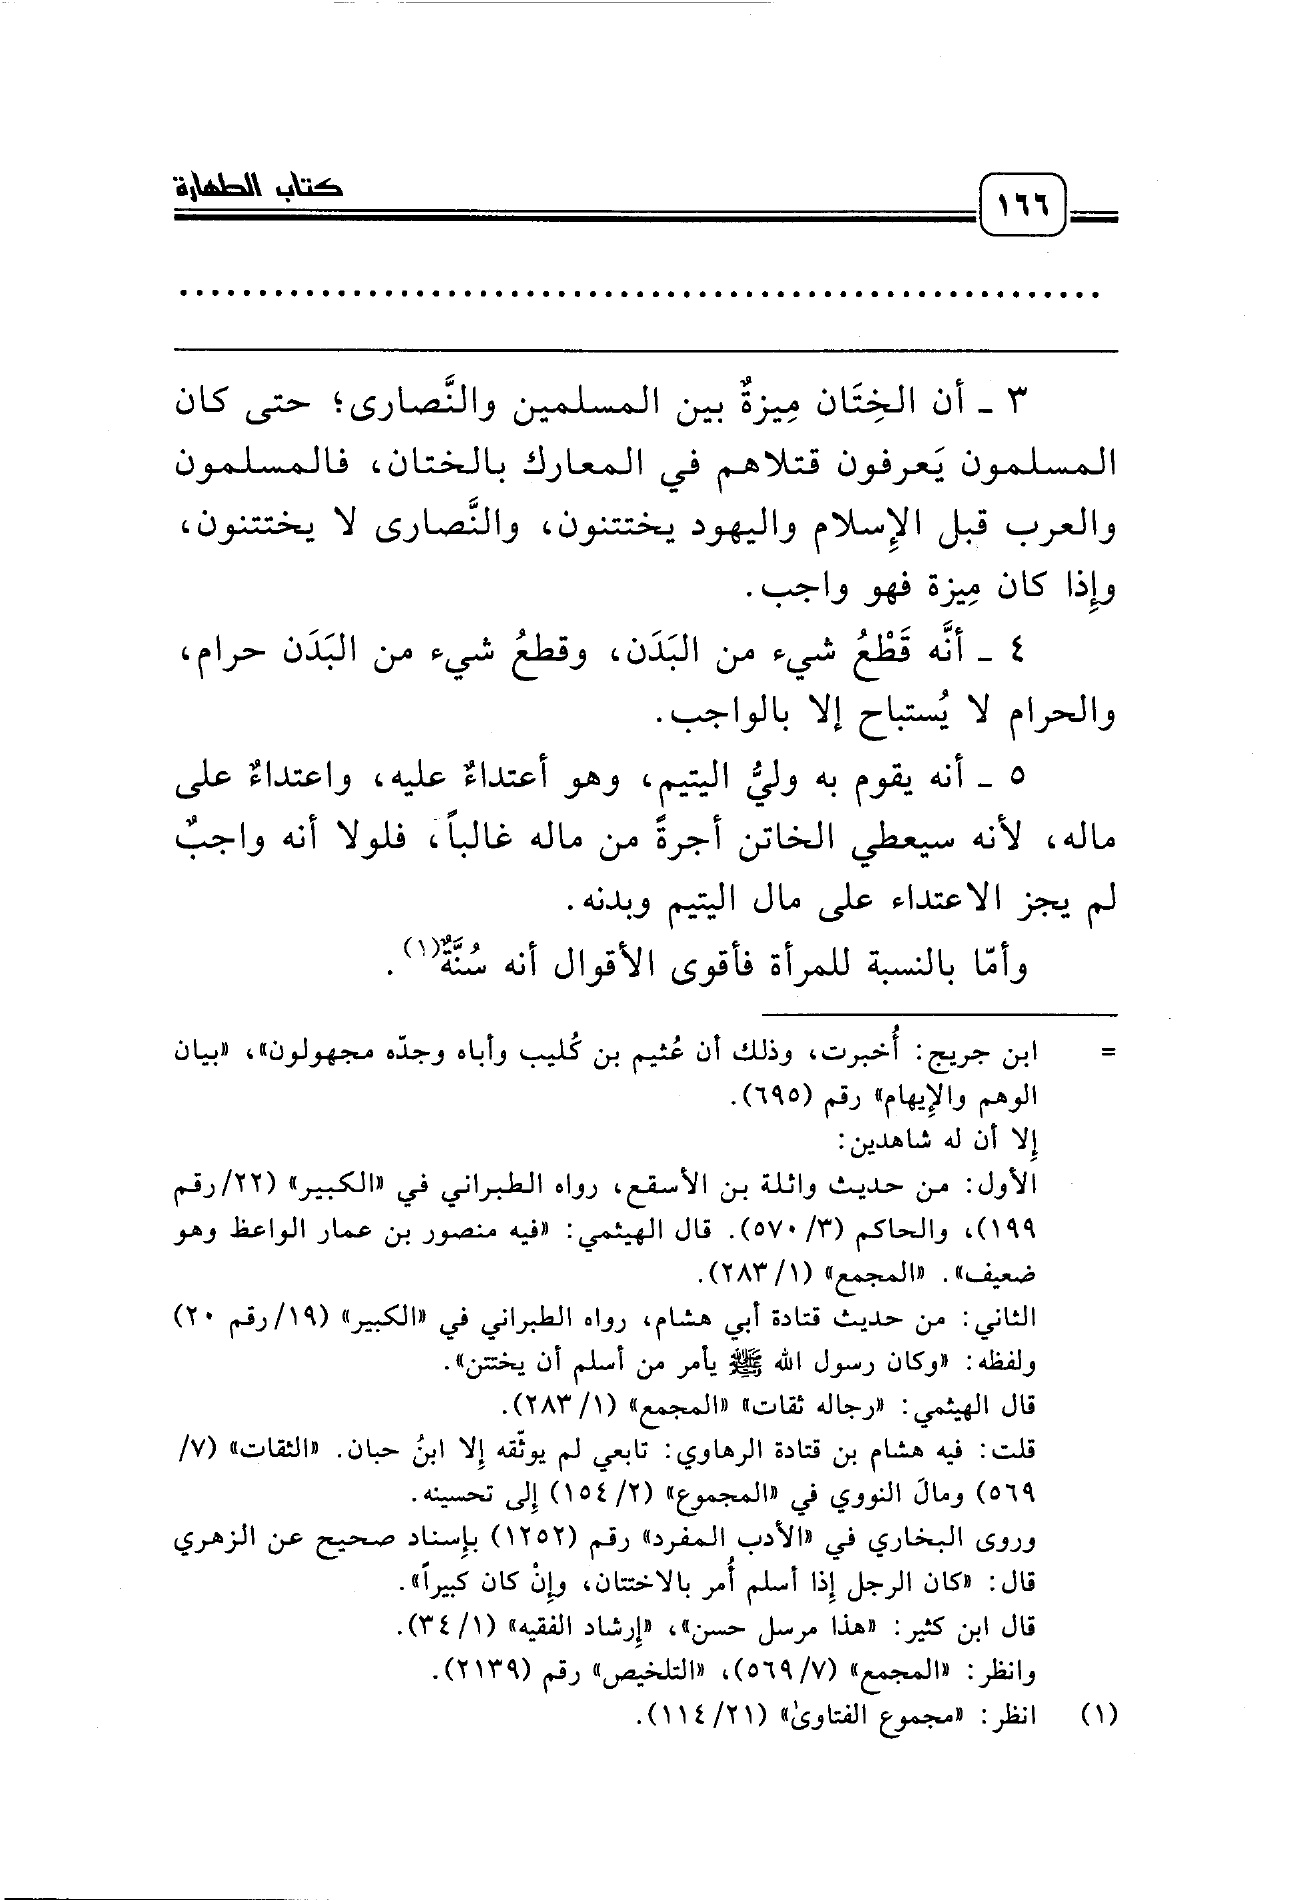 كتاب الطهارة
١٦٦
٣ ـ أن الخِتَان مِيزةٌ بين المسلمين والنَّصارى؛ حتى كان
المسلمون يَعرفون قتلاهم في المعارك بالختان، فالمسلمون
والعرب قبل الإِسلام واليهود يختتنون، والنَّصارى لا يختتنون،
وإِذا كان مِيزة فهو واجب.
٤ ـ أنَّه قَطْعُ شيء من البَدَن، وقطعُ شيء من البَدَن حرام،
والحرام لا يُستباح إلا بالواجب.
٥ ـ أنه يقوم به وليُّ اليتيم، وهو أعتداءٌ عليه، واعتداءٌ على
ماله، لأنه سيعطي الخاتن أجرةً من ماله غالباً، فلولا أنه واجبٌ
لم يجز الاعتداء على مال اليتيم وبدنه.
وأمّا بالنسبة للمرأة فأقوى الأقوال أنه سُنَّةٌ(١).
= ابن جريج: أُخبرت، وذلك أن عُثيم بن كُليب وأباه وجدّه مجهولون»، «بيان
الوهم والإِيهام» رقم (٦٩٥).
إِلا أن له شاهدين:
الأول: من حديث واثلة بن الأسقع، رواه الطبراني في «الكبير» (٢٢/رقم
١٩٩)، والحاكم (٣/ ٥٧٠). قال الهيثمي: «فيه منصور بن عمار الواعظ وهو
ضعيف». «المجمع» (١/ ٢٨٣).
الثاني: من حديث قتادة أبي هشام، رواه الطبراني في «الكبير» (١٩/رقم ٢٠)
ولفظه: «وكان رسول الله ﷺ يأمر من أسلم أن يختتن».
قال الهيثمي: «رجاله ثقات» «المجمع» (١/ ٢٨٣).
قلت: فيه هشام بن قتادة الرهاوي: تابعي لم يوثّقه إِلا ابنُ حبان. «الثقات» (٧/
٥٦٩) ومالَ النووي في «المجموع» (٢/ ١٥٤) إِلى تحسينه.
وروى البخاري في «الأدب المفرد» رقم (١٢٥٢) بإِسناد صحيح عن الزهري
قال: «كان الرجل إِذا أسلم أُمر بالاختتان، وإِنْ كان كبيراً».
قال ابن كثير: «هذا مرسل حسن»، «إِرشاد الفقيه» (١/ ٣٤).
وانظر: «المجمع» (٧/ ٥٦٩)، «التلخيص» رقم (٢١٣٩).
(١) انظر: «مجموع الفتاوىٰ» (٢١/ ١١٤).